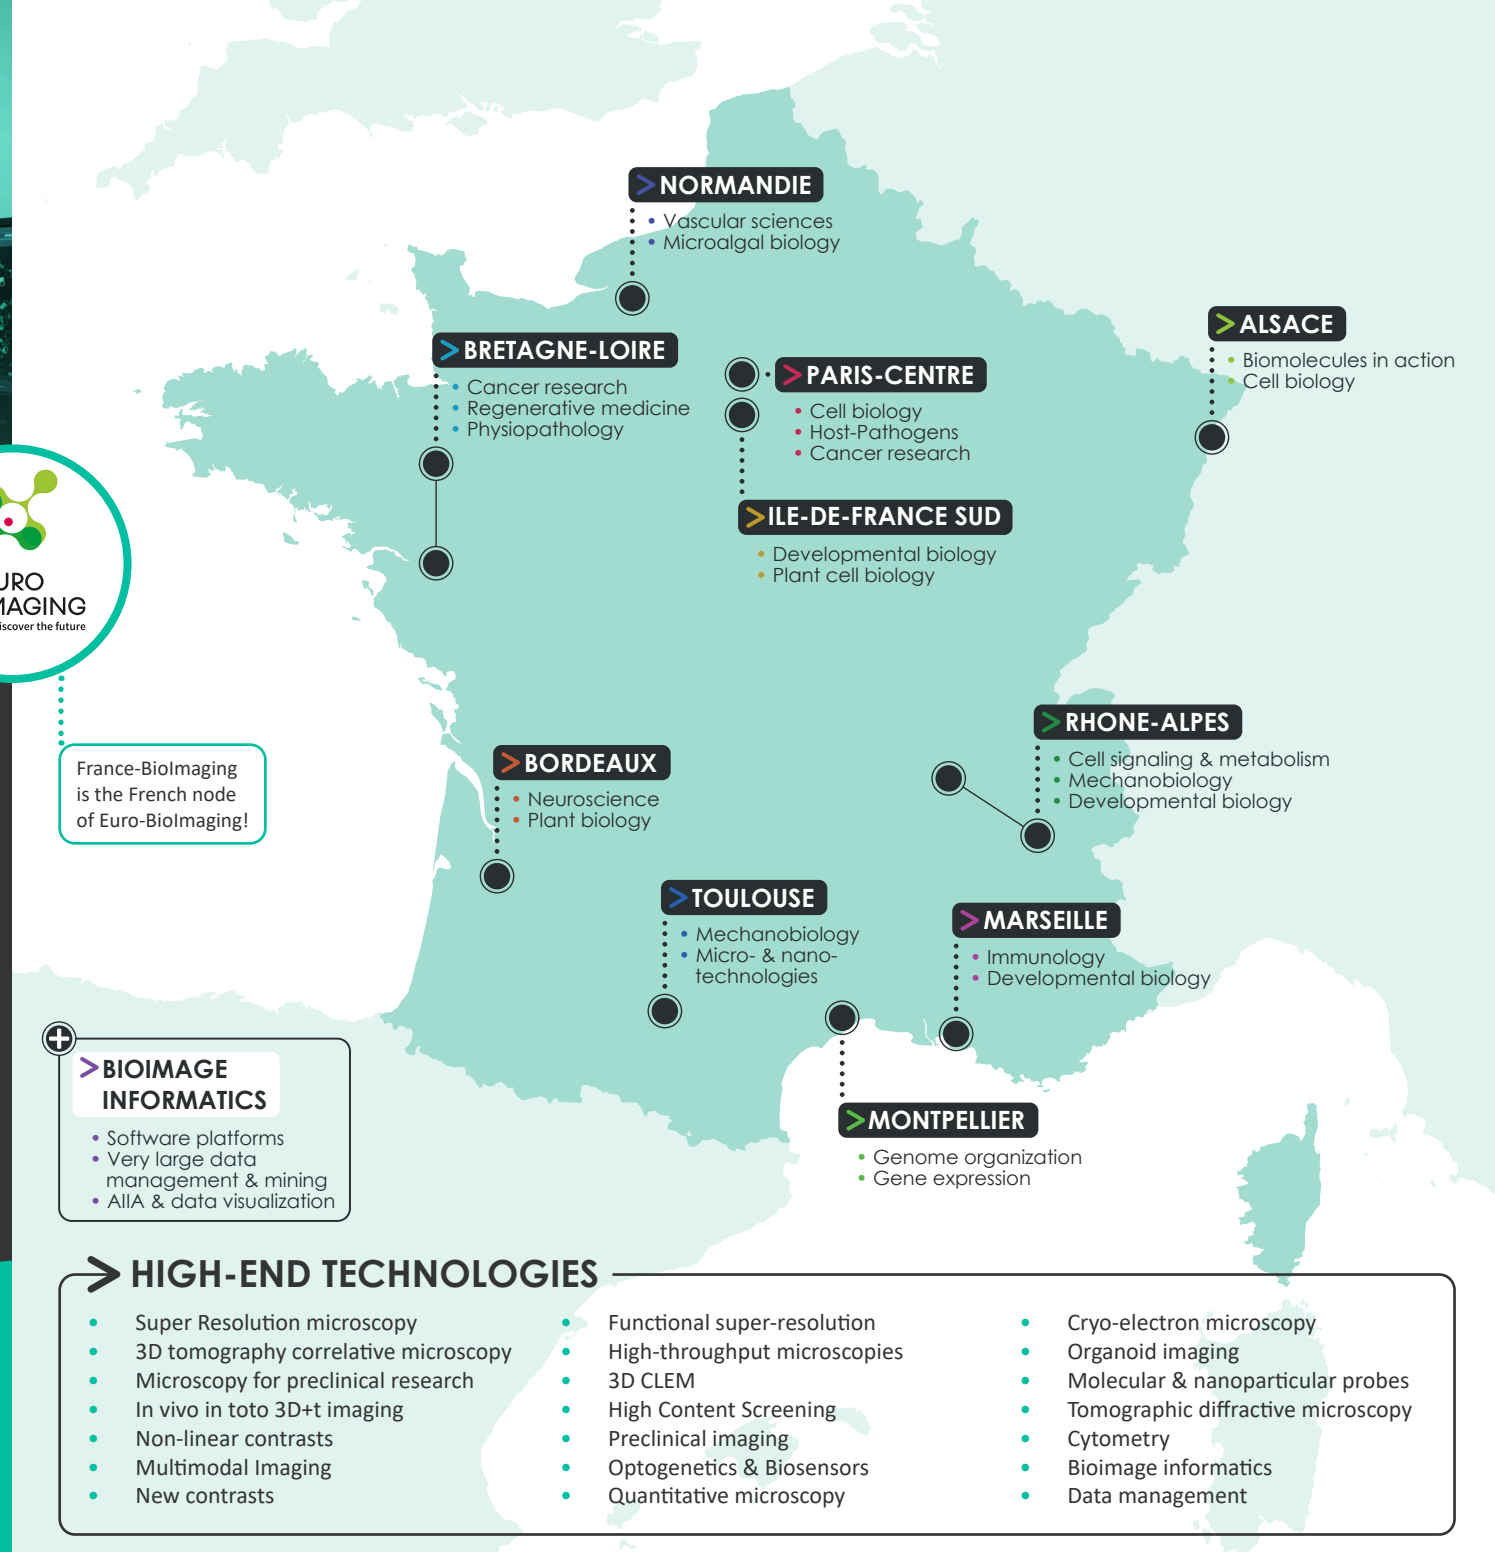 NORMANDIE
• Vascular sciences
• Microalgal biology
ALSACE
• Biomolecules in action
• Cell biology
BRETAGNE-LOIRE
• Cancer research
• Regenerative medicine
• Physiopathology
PARIS-CENTRE
• Cell biology
• Host-Pathogens
• Cancer research
ILE-DE-FRANCE SUD
• Developmental biology
• Plant cell biology
URO
MAGING
iscover the future
France-BioImaging
is the French node
of Euro-BioImaging!
RHONE-ALPES
• Cell signaling & metabolism
• Mechanobiology
• Developmental biology
BORDEAUX
• Neuroscience
• Plant biology
TOULOUSE
• Mechanobiology
• Micro- & nano-
technologies
MARSEILLE
• Immunology
• Developmental biology
MONTPELLIER
• Genome organization
• Gene expression
BIOIMAGE
INFORMATICS
• Software platforms
• Very large data
management & mining
• AIIA & data visualization
HIGH-END TECHNOLOGIES
• Super Resolution microscopy
• 3D tomography correlative microscopy
• Microscopy for preclinical research
• In vivo in toto 3D+t imaging
• Non-linear contrasts
• Multimodal Imaging
• New contrasts
• Functional super-resolution
• High-throughput microscopies
• 3D CLEM
• High Content Screening
• Preclinical imaging
• Optogenetics & Biosensors
• Quantitative microscopy
• Cryo-electron microscopy
• Organoid imaging
• Molecular & nanoparticular probes
• Tomographic diffractive microscopy
• Cytometry
• Bioimage informatics
• Data management